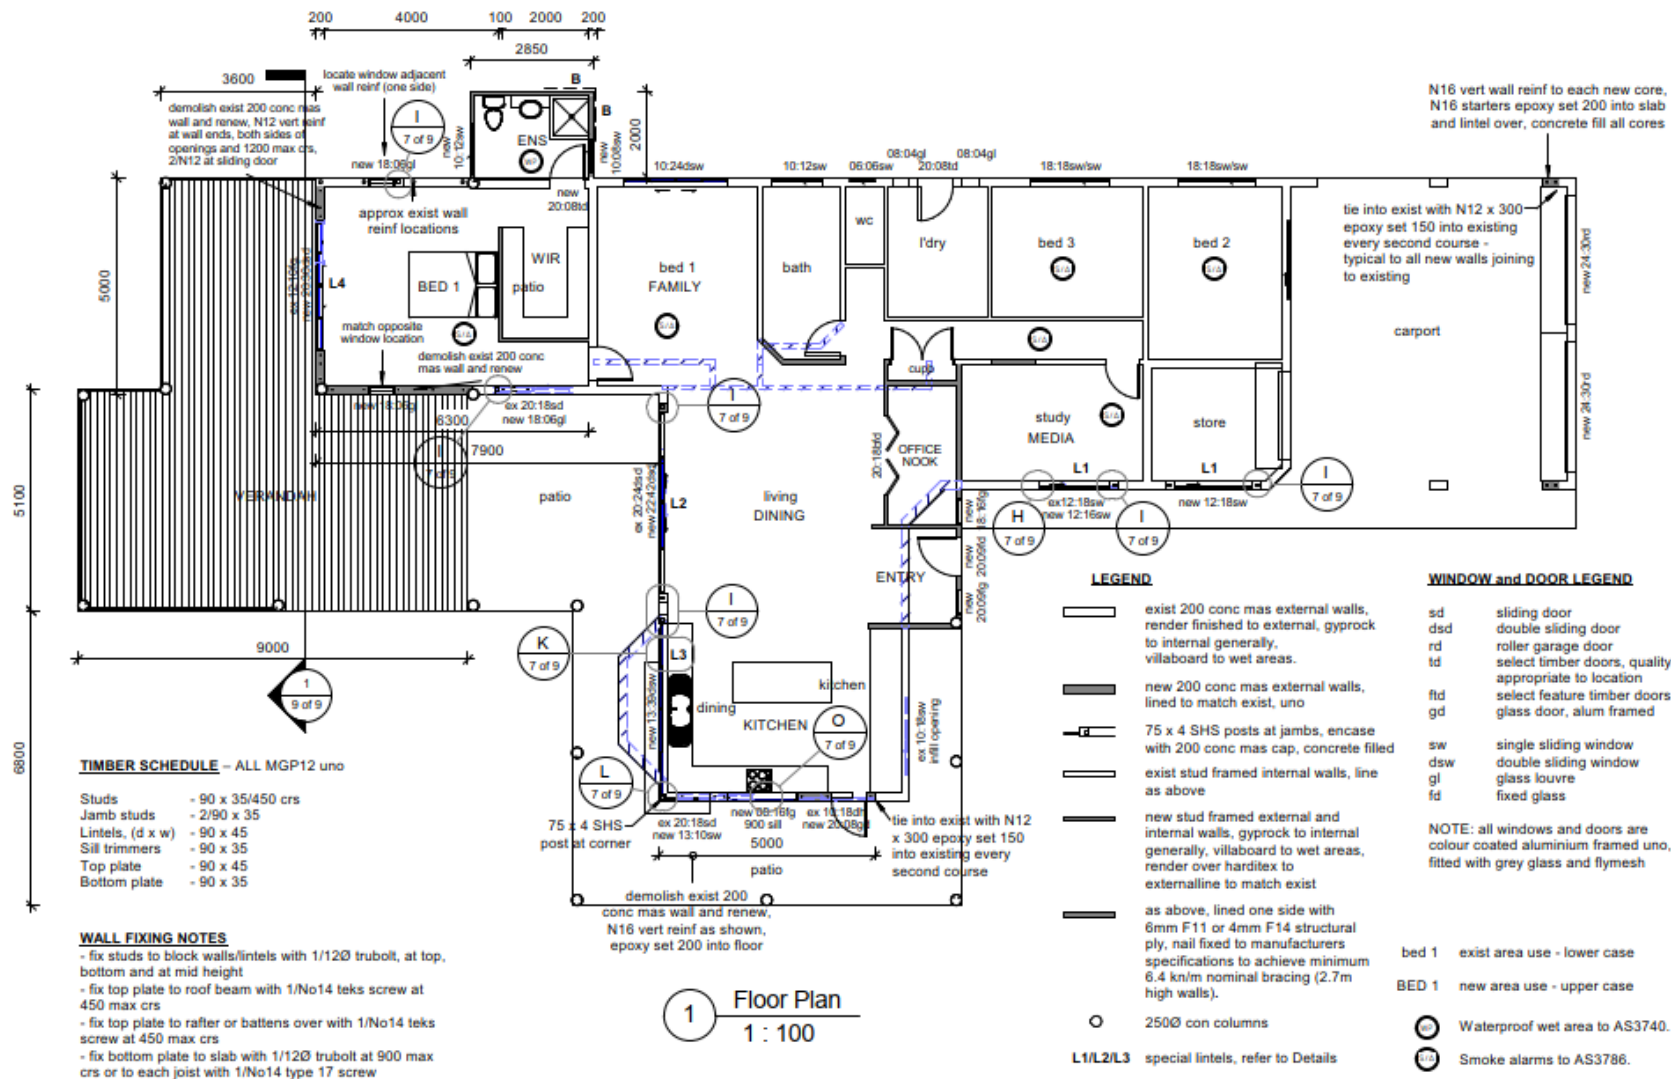 200 4000 100 2000 200
2850
3600
locate window adjacent
wall reinf (one side)
demolish exist 200 conc mas
wall and renew, N12 vert reinf
at wall ends, both sides of
openings and 1200 max crs,
2/N12 at sliding door
I
7 of 9
new 18:06gl
new
10:12sw
ENS
WP
B
B
new
10:08sw
2000
new
20:08td
10:24dsw
10:12sw
06:06sw
08:04gl
20:08td
08:04gl
18:18sw/sw
18:18sw/sw
N16 vert wall reinf to each new core,
N16 starters epoxy set 200 into slab
and lintel over, concrete fill all cores
tie into exist with N12 x 300
epoxy set 150 into existing
every second course -
typical to all new walls joining
to existing
new 24:30rd
new 24:30rd
carport
approx exist wall
reinf locations
5000
L4
BED 1
S/A
WIR
patio
bed 1
FAMILY
S/A
bath
wc
l'dry
bed 3
S/A
bed 2
S/A
match opposite
window location
demolish exist 200 conc
mas wall and renew
S/A
cupb
new 18:06gl
ex 20:18sd
new 18:06gl
6300
7900
I
7 of 9
I
7 of 9
study
MEDIA
S/A
store
OFFICE
NOOK
20:18bfd
L1
L1
ex12:18sw
new 12:16sw
new 12:18sw
H
7 of 9
I
7 of 9
I
7 of 9
5100
VERANDAH
patio
ex 20:24dsd
new 22:42dsd
L2
living
DINING
new
18:16fg
ENTRY
new
20:09fg
20:09fd
I
7 of 9
K
7 of 9
L3
9000
1
9 of 9
new 13:39dsw
dining
kitchen
KITCHEN
O
7 of 9
ex 10:18sw
infill opening
6800
L
7 of 9
75 x 4 SHS
post at corner
ex 20:18sd
new 13:10sw
900 sill
ex 10:18dh
tie into exist with N12
x 300 epoxy set 150
into existing every
second course
5000
patio
demolish exist 200
conc mas wall and renew,
N16 vert reinf as shown,
epoxy set 200 into floor
TIMBER SCHEDULE – ALL MGP12 uno
Studs - 90 x 35/450 crs
Jamb studs - 2/90 x 35
Lintels, (d x w) - 90 x 45
Sill trimmers - 90 x 35
Top plate - 90 x 45
Bottom plate - 90 x 35
WALL FIXING NOTES
- fix studs to block walls/lintels with 1/12Ø trubolt, at top,
bottom and at mid height
- fix top plate to roof beam with 1/No14 teks screw at
450 max crs
- fix top plate to rafter or battens over with 1/No14 teks
screw at 450 max crs
- fix bottom plate to slab with 1/12Ø trubolt at 900 max
crs or to each joist with 1/No14 type 17 screw
1 Floor Plan
1 : 100
LEGEND
exist 200 conc mas external walls,
render finished to external, gyprock
to internal generally,
villaboard to wet areas.
new 200 conc mas external walls,
lined to match exist, uno
75 x 4 SHS posts at jambs, encase
with 200 conc mas cap, concrete filled
exist stud framed internal walls, line
as above
new stud framed external and
internal walls, gyprock to internal
generally, villaboard to wet areas,
render over harditex to
externalline to match exist
as above, lined one side with
6mm F11 or 4mm F14 structural
ply, nail fixed to manufacturers
specifications to achieve minimum
6.4 kn/m nominal bracing (2.7m
high walls).
250Ø con columns
L1/L2/L3 special lintels, refer to Details
WINDOW and DOOR LEGEND
sd sliding door
dsd double sliding door
rd roller garage door
td select timber doors, quality
appropriate to location
ftd select feature timber doors
gd glass door, alum framed
sw single sliding window
dsw double sliding window
gl glass louvre
fd fixed glass
NOTE: all windows and doors are
colour coated aluminium framed uno,
fitted with grey glass and flymesh
bed 1 exist area use - lower case
BED 1 new area use - upper case
WP Waterproof wet area to AS3740.
S/A Smoke alarms to AS3786.